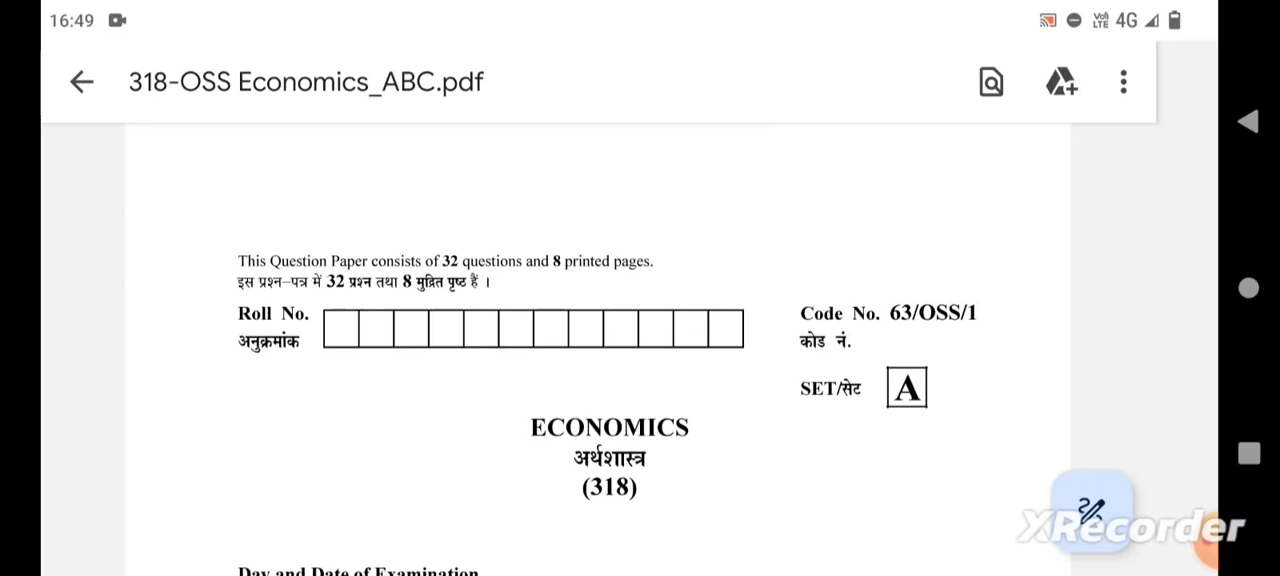 16:49
VoLTE 4G
318-OSS Economics_ABC.pdf
This Question Paper consists of 32 questions and 8 printed pages.
इस प्रश्न-पत्र में 32 प्रश्न तथा 8 मुद्रित पृष्ठ हैं ।
Roll No.
अनुक्रमांक
Code No. 63/OSS/1
कोड नं.
SET/सेट A
ECONOMICS
अर्थशास्त्र
(318)
XRecorder
Day and Date of Examination